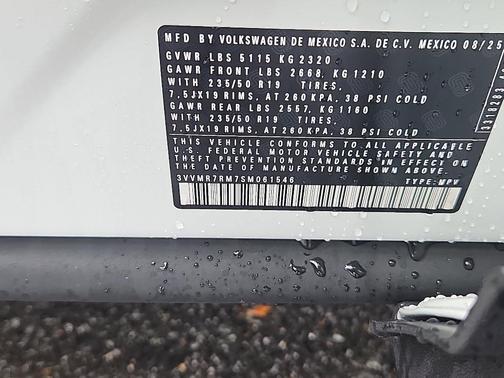 MFD BY VOLKSWAGEN DE MEXICO S.A. DE C.V. MEXICO 08/25
GVWR LBS 5115 KG 2320
GAWR FRONT LBS 2668, KG 1210
WITH 235/50 R19 TIRES.
7.5JX19 RIMS, AT 260 KPA, 38 PSI COLD
GAWR REAR LBS 2557, KG 1160
WITH 235/50 R19 TIRES.
7.5JX19 RIMS, AT 260 KPA, 38 PSI COLD
THIS VEHICLE CONFORMS TO ALL APPLICABLE
U.S. FEDERAL MOTOR VEHICLE SAFETY AND
THEFT PREVENTION STANDARDS IN EFFECT ON
THE DATE OF MANUFACTURE SHOWN ABOVE.
3VVMR7RM7SM061546 TYPE: MPV